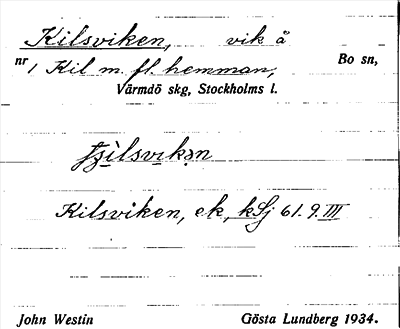 Kilsviken, vik å
nr 1 Kil m. fl. hemman, Bo sn,
Värmdö skg, Stockholms l.
Kilsviken, ek, kSj 61. 9. III
John Westin Gösta Lundberg 1934.